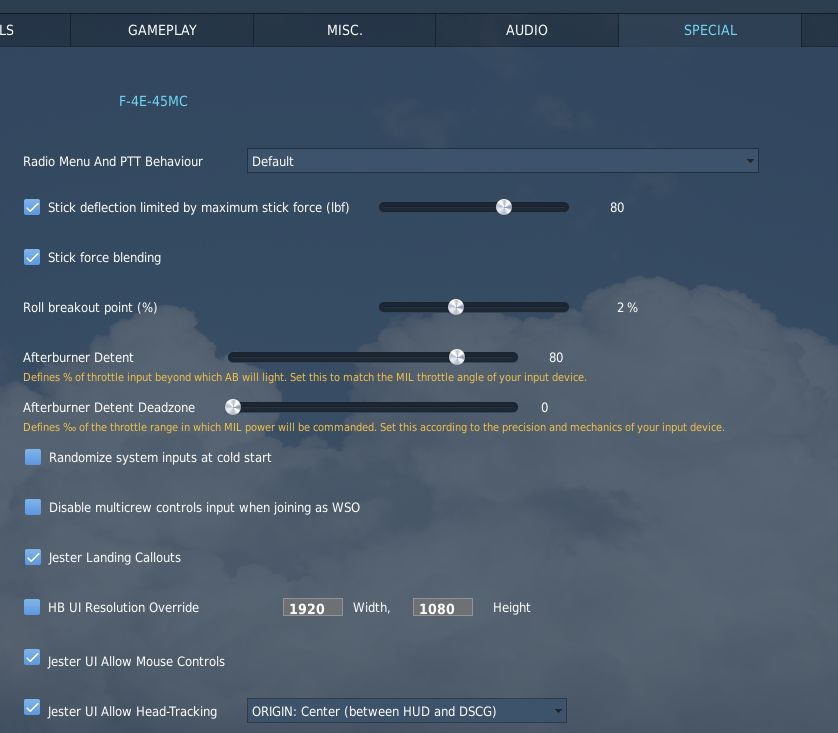 LS GAMEPLAY MISC. AUDIO SPECIAL
F-4E-45MC
Radio Menu And PTT Behaviour Default
Stick deflection limited by maximum stick force (lbf) 80
Stick force blending
Roll breakout point (%) 2 %
Afterburner Detent 80
Defines % of throttle input beyond which AB will light. Set this to match the MIL throttle angle of your input device.
Afterburner Detent Deadzone 0
Defines ‰ of the throttle range in which MIL power will be commanded. Set this according to the precision and mechanics of your input device.
Randomize system inputs at cold start
Disable multicrew controls input when joining as WSO
Jester Landing Callouts
HB UI Resolution Override 1920 Width, 1080 Height
Jester UI Allow Mouse Controls
Jester UI Allow Head-Tracking ORIGIN: Center (between HUD and DSCG)